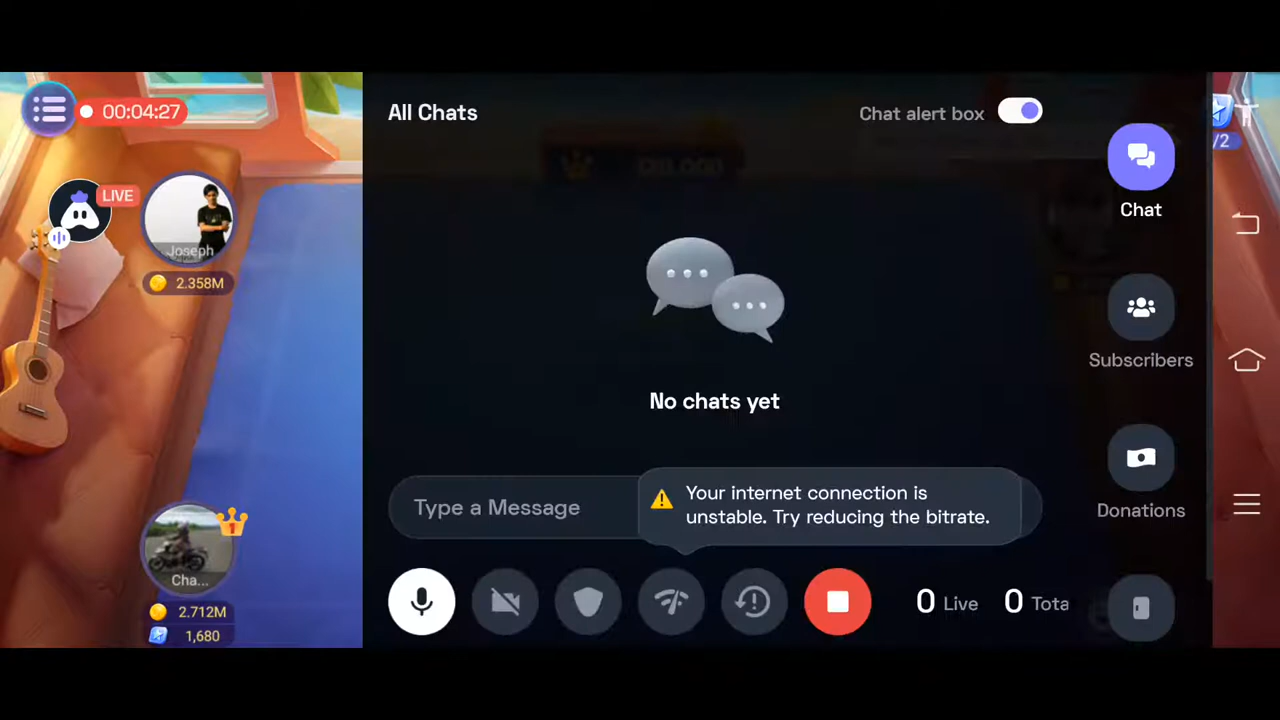 00:04:27
All Chats
Chat alert box
LIVE
Joseph
2.358M
/2
Chat
No chats yet
Subscribers
Type a Message
Your internet connection is
unstable. Try reducing the bitrate.
Donations
1
Cha...
2.712M
1,680
0 Live
0 Tota